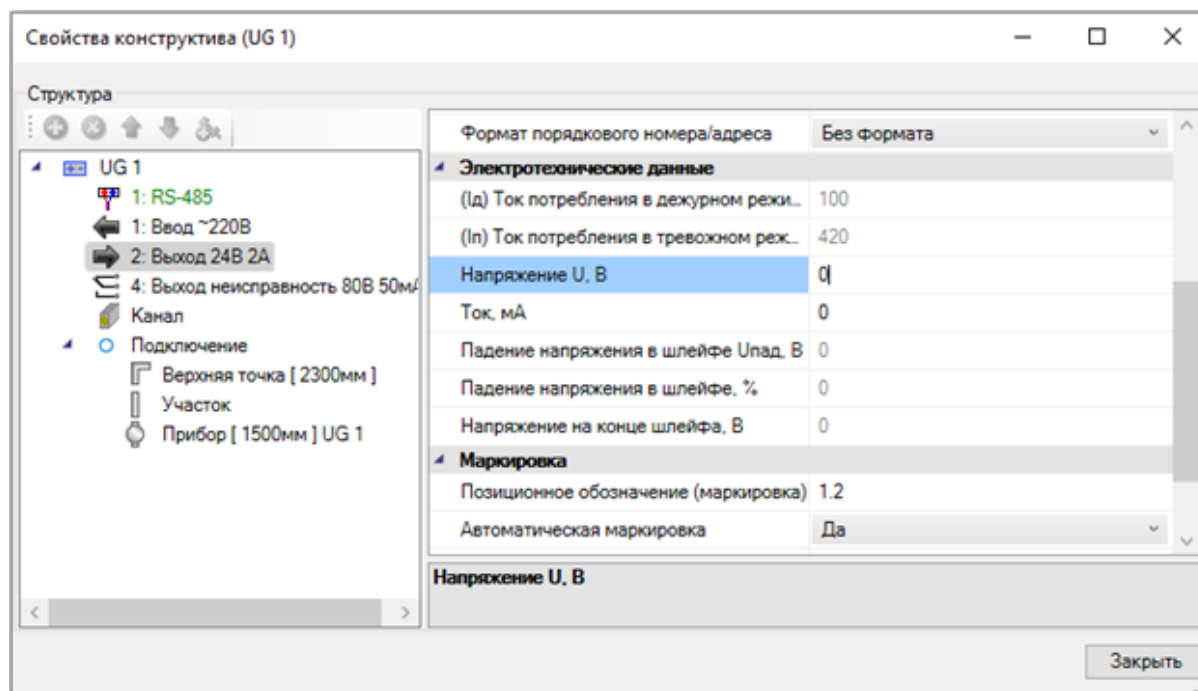 Свойства конструктива (UG 1)
Структура
UG 1
1: RS-485
1: Ввод ~220В
2: Выход 24В 2А
4: Выход неисправность 80В 50мА
Канал
Подключение
Верхняя точка [ 2300мм ]
Участок
Прибор [ 1500мм ] UG 1
Формат порядкового номера/адреса Без формата
Электротехнические данные
(Iд) Ток потребления в дежурном режи... 100
(Iп) Ток потребления в тревожном реж... 420
Напряжение U, В 0
Ток, мА 0
Падение напряжения в шлейфе Uпад, В 0
Падение напряжения в шлейфе, % 0
Напряжение на конце шлейфа, В 0
Маркировка
Позиционное обозначение (маркировка) 1.2
Автоматическая маркировка Да
Напряжение U, В
Закрыть